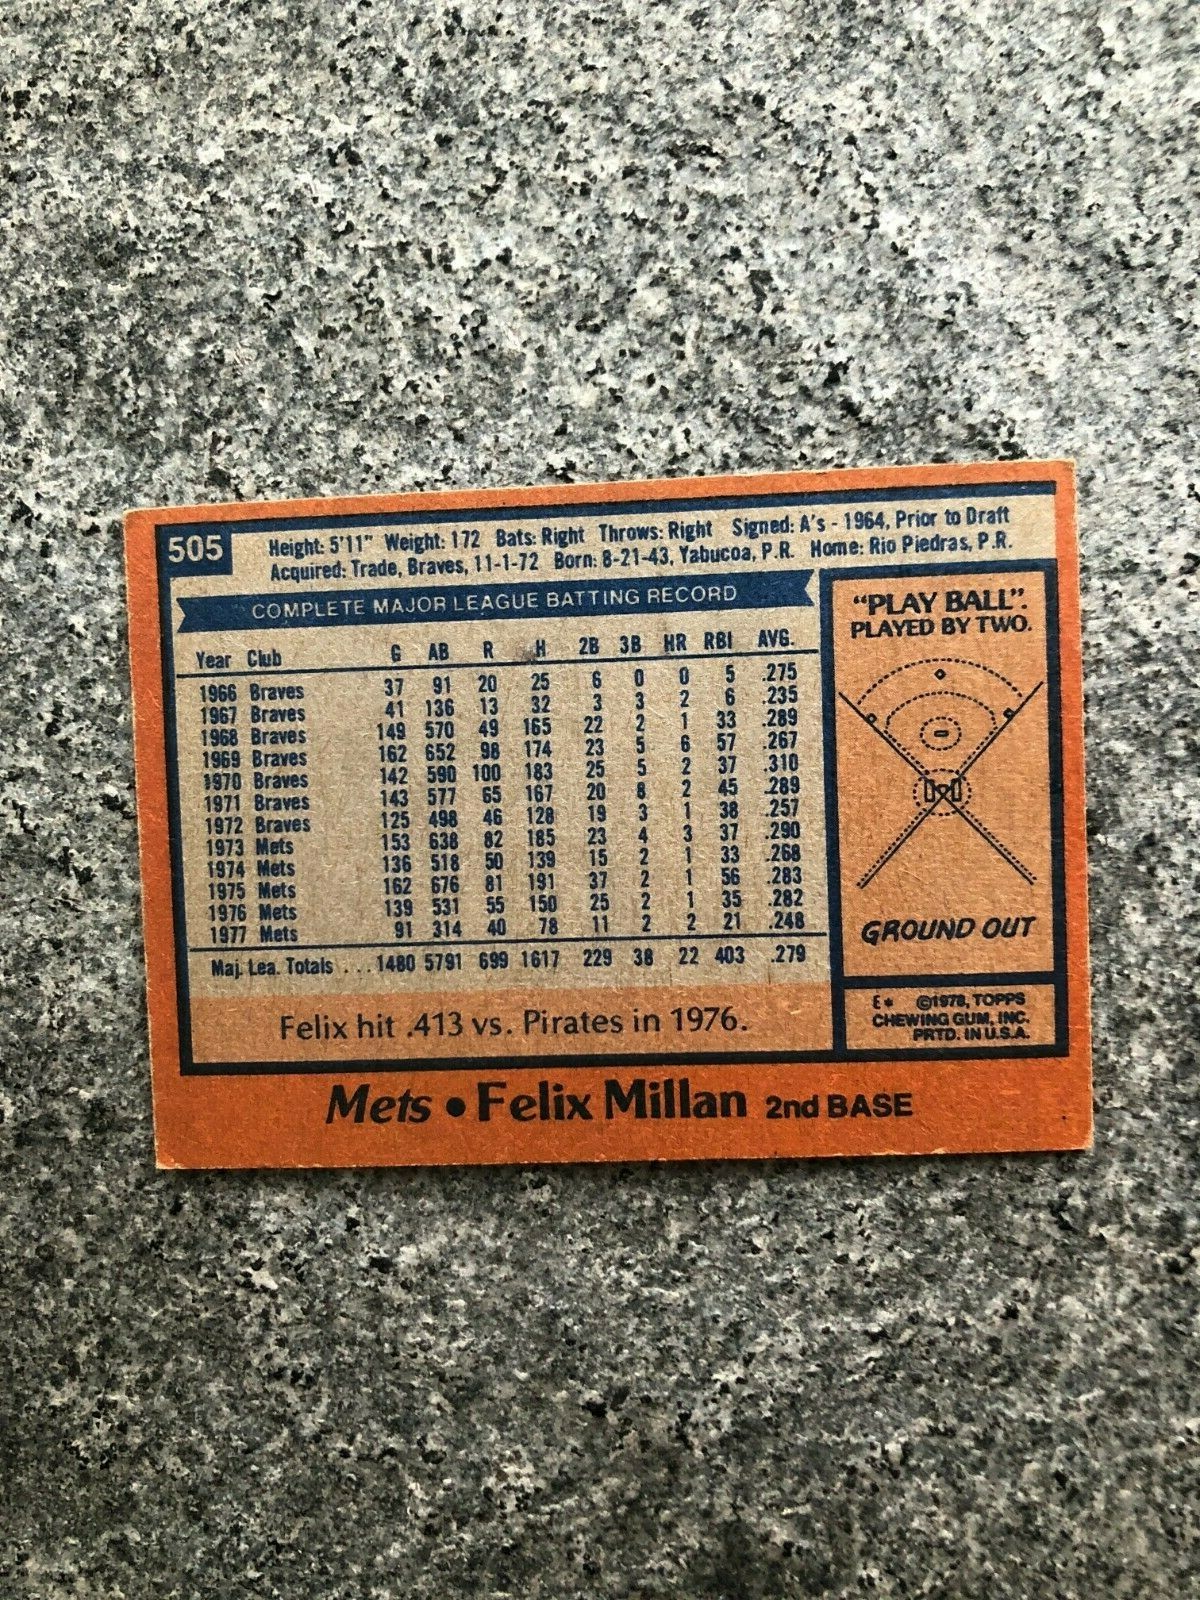 505
Height: 5'11" Weight: 172 Bats: Right Throws: Right Signed: A's - 1964, Prior to Draft
Acquired: Trade, Braves, 11-1-72 Born: 8-21-43, Yabucoa, P.R. Home: Rio Piedras, P.R.
COMPLETE MAJOR LEAGUE BATTING RECORD
Year Club G AB R H 2B 3B HR RBI AVG.
1966 Braves 37 91 20 25 6 0 0 5 .275
1967 Braves 41 136 13 32 3 3 2 6 .235
1968 Braves 149 570 49 165 22 2 1 33 .289
1969 Braves 162 652 98 174 23 5 6 57 .267
1970 Braves 142 590 100 183 25 5 2 37 .310
1971 Braves 143 577 65 167 20 8 2 45 .289
1972 Braves 125 498 46 128 19 3 1 38 .257
1973 Mets 153 638 82 185 23 4 3 37 .290
1974 Mets 136 518 50 139 15 2 1 33 .268
1975 Mets 162 676 81 191 37 2 1 56 .283
1976 Mets 139 531 55 150 25 2 1 35 .282
1977 Mets 91 314 40 78 11 2 2 21 .248
Maj. Lea. Totals ... 1480 5791 699 1617 229 38 22 403 .279
Felix hit .413 vs. Pirates in 1976.
"PLAY BALL".
PLAYED BY TWO.
GROUND OUT
E* ©1978, TOPPS
CHEWING GUM, INC.
PRTD. IN U.S.A.
Mets • Felix Millan 2nd BASE